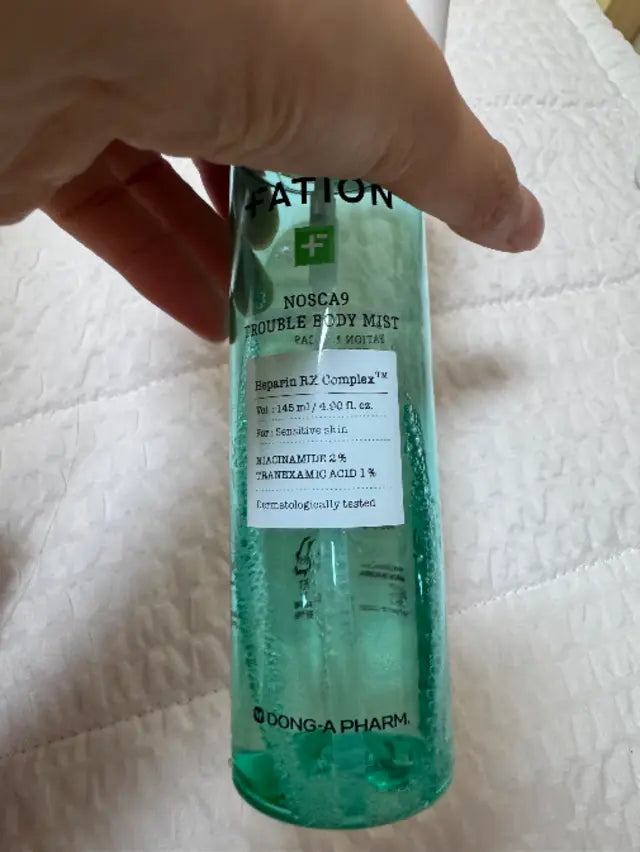 FATION
NOSCA9
TROUBLE BODY MIST
Heparin RX Complex™
Vol : 145 ml / 4.90 fl. oz.
For : Sensitive skin
NIACINAMIDE 2%
TRANEXAMIC ACID 1%
Dermatologically tested
DONG-A PHARM.